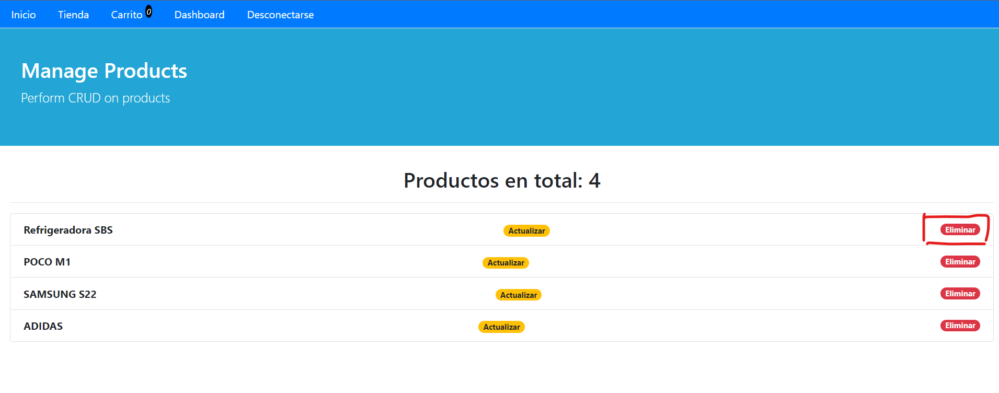 Inicio Tienda Carrito 0 Dashboard Desconectarse
Manage Products
Perform CRUD on products
Productos en total: 4
Refrigeradora SBS Actualizar Eliminar
POCO M1 Actualizar Eliminar
SAMSUNG S22 Actualizar Eliminar
ADIDAS Actualizar Eliminar